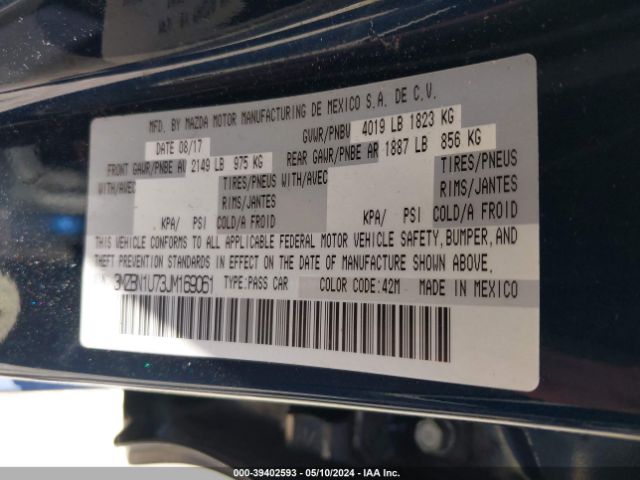 MFD. BY MAZDA MOTOR MANUFACTURING DE MEXICO S.A. DE C.V.
DATE 08/17 GVWR/PNBV 4019 LB 1823 KG
FRONT GAWR/PNBE AV 2149 LB 975 KG REAR GAWR/PNBE AR 1887 LB 856 KG
WITH/AVEC TIRES/PNEUS WITH/AVEC TIRES/PNEUS
RIMS/JANTES RIMS/JANTES
KPA/ PSI COLD/A FROID KPA/ PSI COLD/A FROID
THIS VEHICLE CONFORMS TO ALL APPLICABLE FEDERAL MOTOR VEHICLE SAFETY, BUMPER, AND
THEFT PREVENTION STANDARDS IN EFFECT ON THE DATE OF MANUFACTURE SHOWN ABOVE.
3MZBN1U73JM169061 TYPE:PASS CAR COLOR CODE:42M MADE IN MEXICO
000-39402593 - 05/10/2024 - IAA Inc.